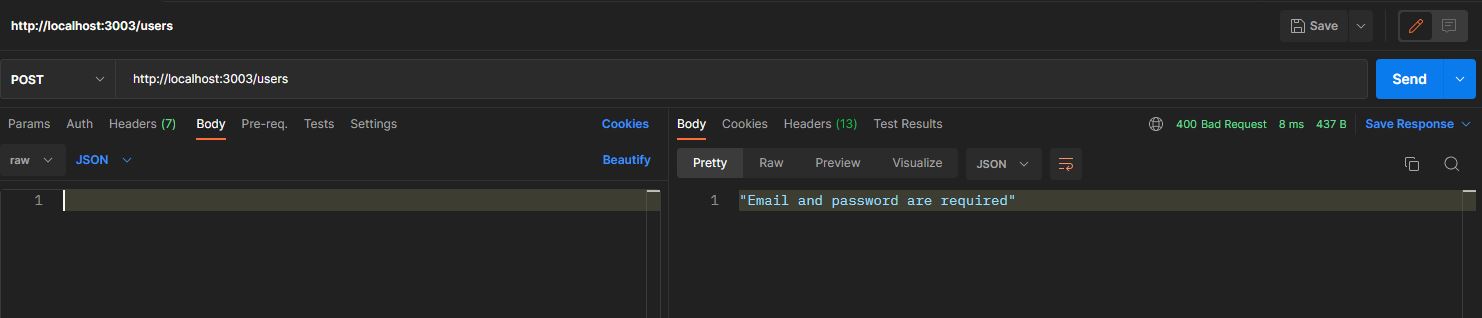 http://localhost:3003/users
Save
POST
http://localhost:3003/users
Send
Params Auth Headers (7) Body Pre-req. Tests Settings Cookies
raw JSON Beautify
1
Body Cookies Headers (13) Test Results 400 Bad Request 8 ms 437 B Save Response
Pretty Raw Preview Visualize JSON
1 "Email and password are required"